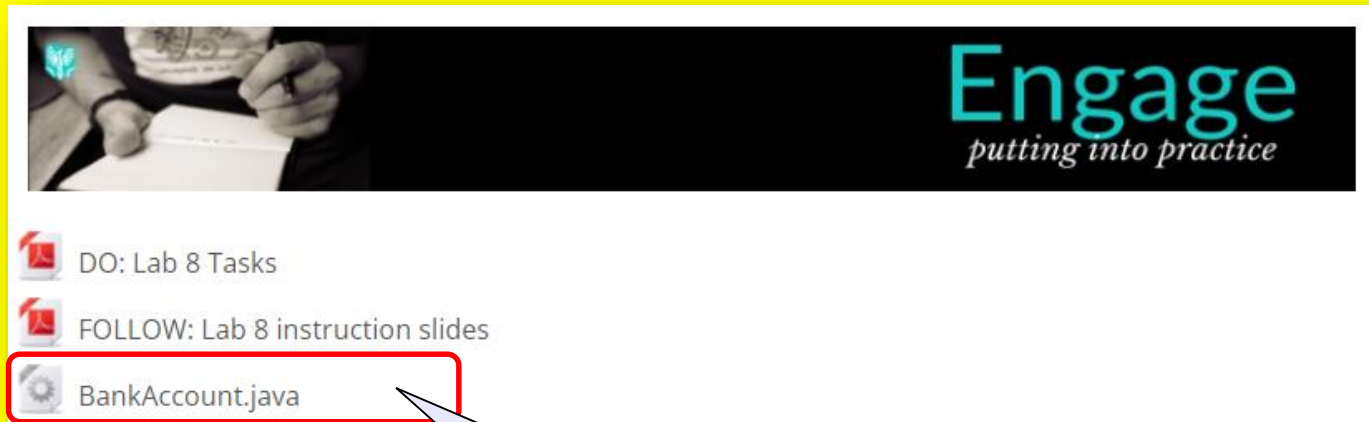 Engage
putting into practice
DO: Lab 8 Tasks
FOLLOW: Lab 8 instruction slides
BankAccount.java